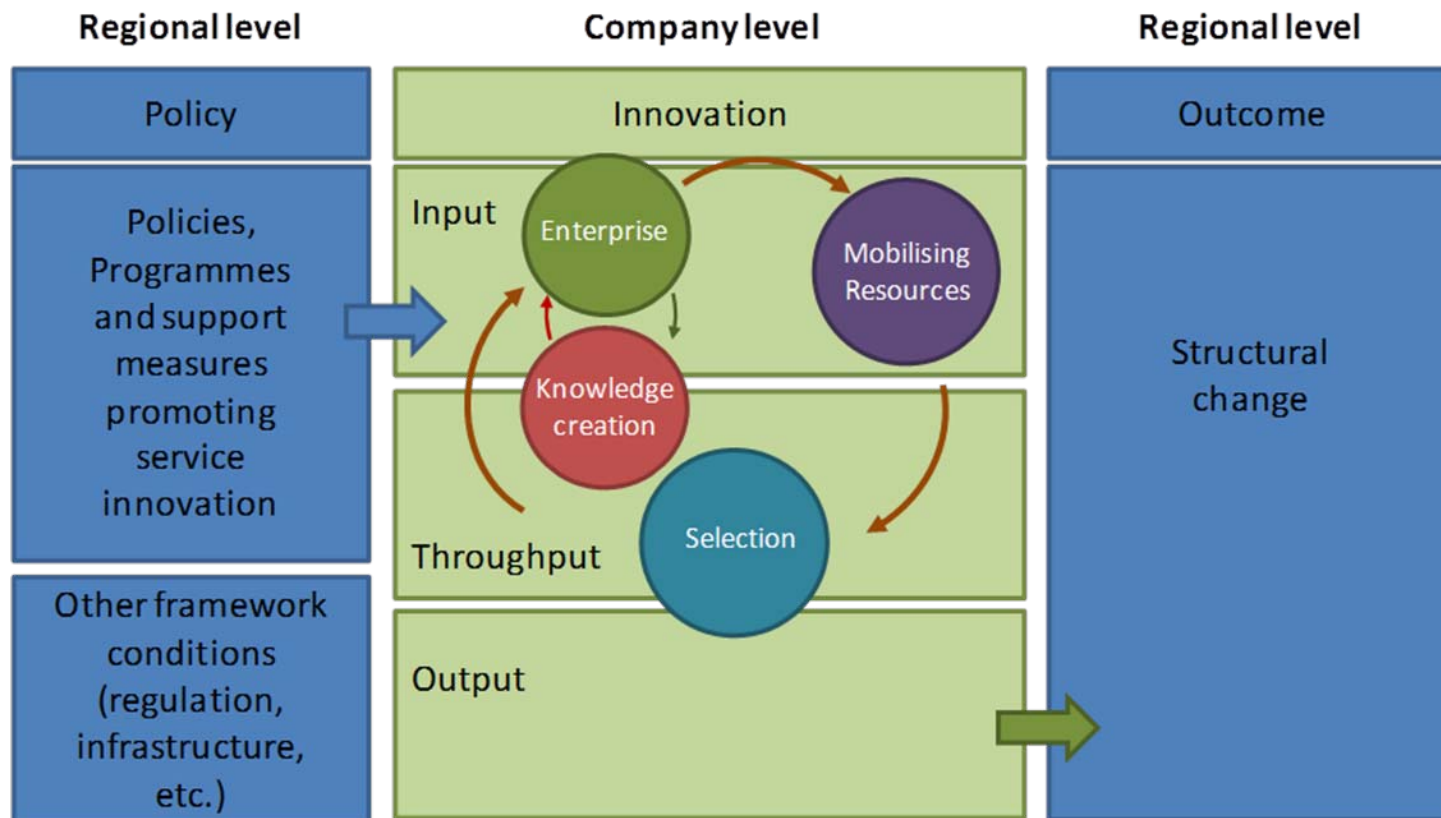 Regional level
Company level
Regional level
Policy
Innovation
Outcome
Policies,
Programmes
and support
measures
promoting
service
innovation
Other framework
conditions
(regulation,
infrastructure,
etc.)
Input
Enterprise
Mobilising
Resources
Knowledge
creation
Throughput
Selection
Output
Structural
change